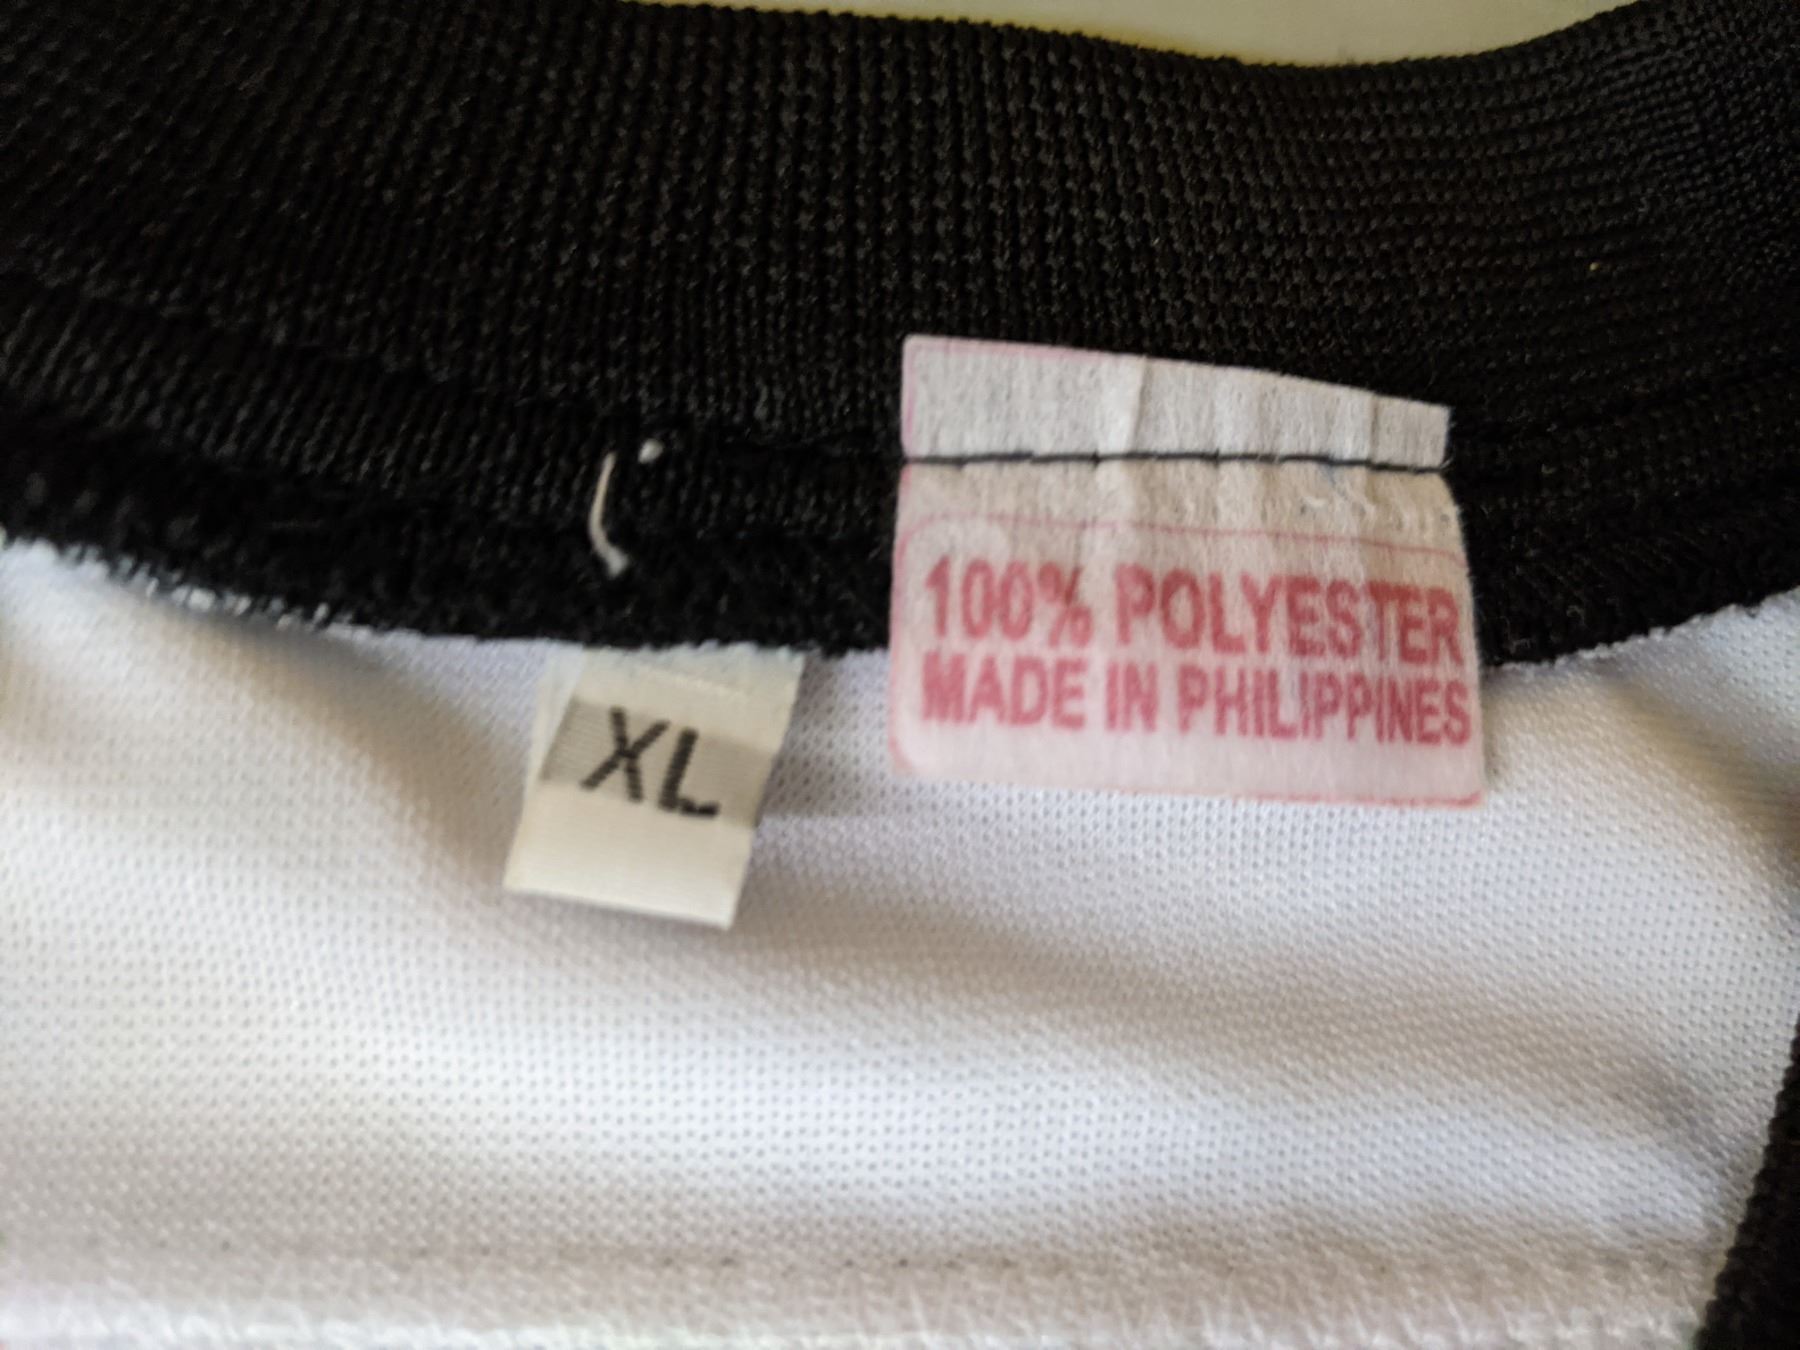 XL
100% POLYESTER
MADE IN PHILIPPINES